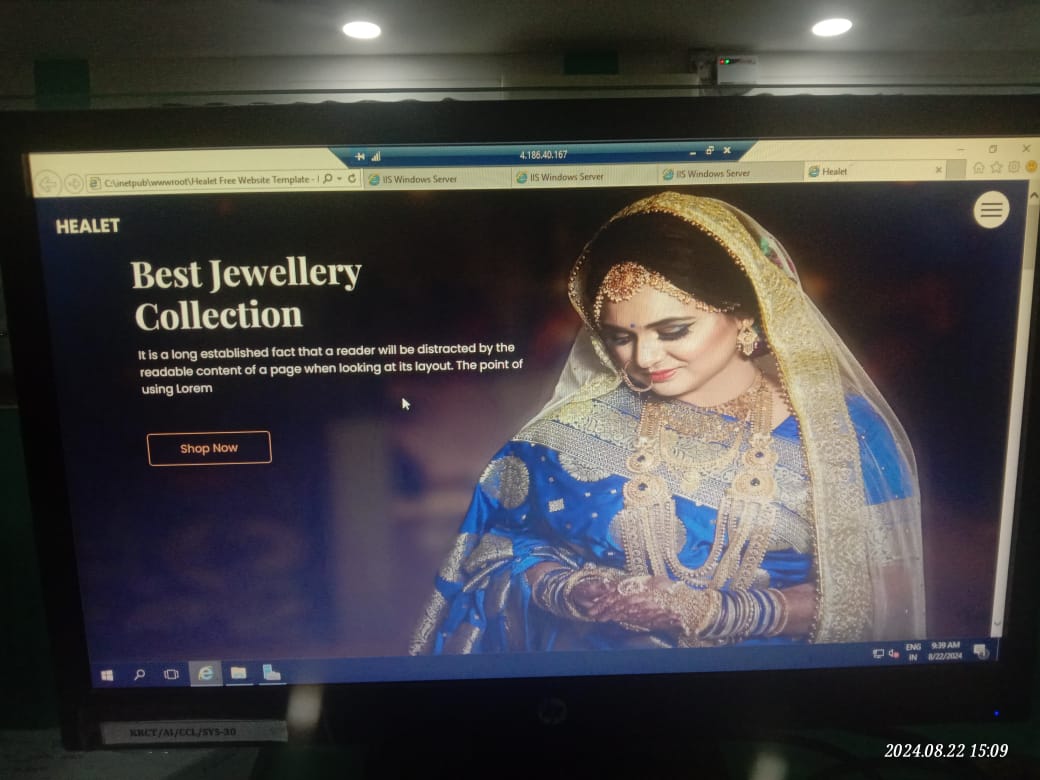 4.186.40.167
C:\inetpub\wwwroot\Healet Free Website Template - I
IIS Windows Server
IIS Windows Server
IIS Windows Server
Healet
HEALET
Best Jewellery
Collection
It is a long established fact that a reader will be distracted by the
readable content of a page when looking at its layout. The point of
using Lorem
Shop Now
ENG
IN
9:39 AM
8/22/2024
hp
KRCT/AI/CCL/SYS-30
2024.08.22 15:09